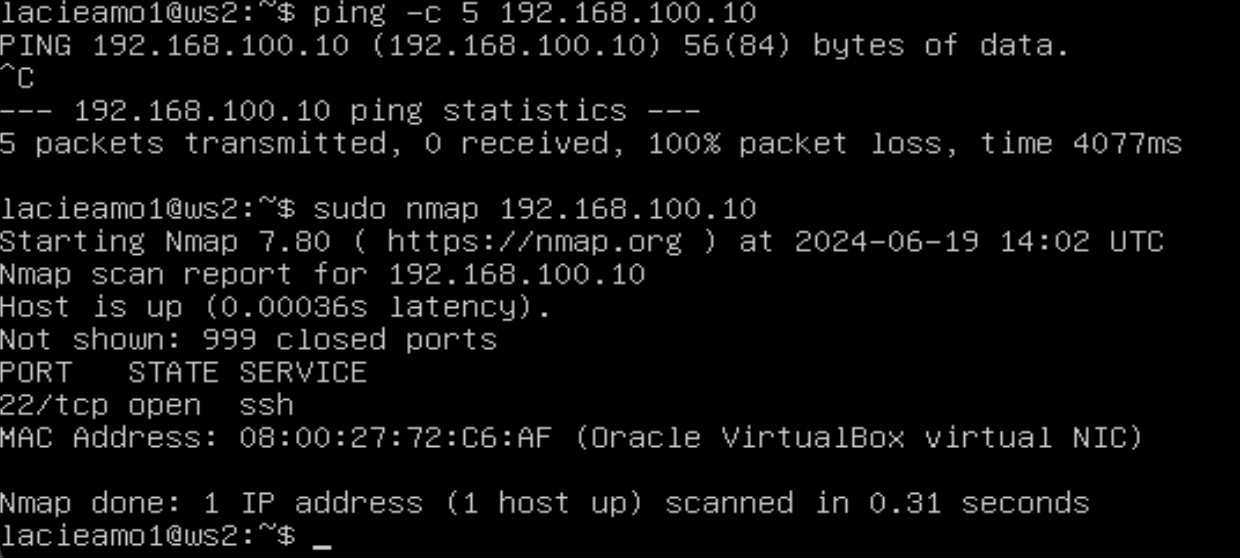 lacieamo1@ws2:~$ ping -c 5 192.168.100.10
PING 192.168.100.10 (192.168.100.10) 56(84) bytes of data.
^C
--- 192.168.100.10 ping statistics ---
5 packets transmitted, 0 received, 100% packet loss, time 4077ms
lacieamo1@ws2:~$ sudo nmap 192.168.100.10
Starting Nmap 7.80 ( https://nmap.org ) at 2024-06-19 14:02 UTC
Nmap scan report for 192.168.100.10
Host is up (0.00036s latency).
Not shown: 999 closed ports
PORT   STATE SERVICE
22/tcp open  ssh
MAC Address: 08:00:27:72:C6:AF (Oracle VirtualBox virtual NIC)
Nmap done: 1 IP address (1 host up) scanned in 0.31 seconds
lacieamo1@ws2:~$ _